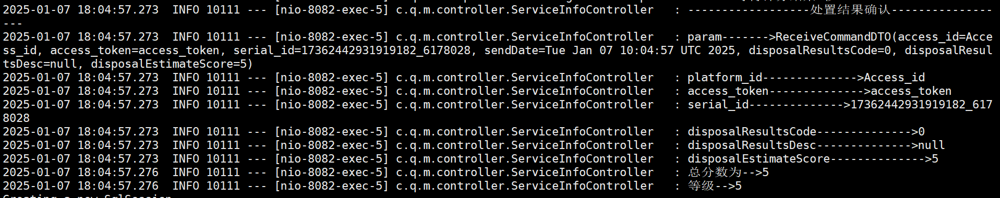 2025-01-07 18:04:57.273  INFO 10111 --- [nio-8082-exec-5] c.q.m.controller.ServiceInfoController   : ------------------处置结果确认---------------
---
2025-01-07 18:04:57.273  INFO 10111 --- [nio-8082-exec-5] c.q.m.controller.ServiceInfoController   : param------->ReceiveCommandDTO(access_id=Acce
ss_id, access_token=access_token, serial_id=17362442931919182_6178028, sendDate=Tue Jan 07 10:04:57 UTC 2025, disposalResultsCode=0, disposalResul
tsDesc=null, disposalEstimateScore=5)
2025-01-07 18:04:57.273  INFO 10111 --- [nio-8082-exec-5] c.q.m.controller.ServiceInfoController   : platform_id-------------->Access_id
2025-01-07 18:04:57.273  INFO 10111 --- [nio-8082-exec-5] c.q.m.controller.ServiceInfoController   : access_token-------------->access_token
2025-01-07 18:04:57.273  INFO 10111 --- [nio-8082-exec-5] c.q.m.controller.ServiceInfoController   : serial_id-------------->17362442931919182_617
8028
2025-01-07 18:04:57.273  INFO 10111 --- [nio-8082-exec-5] c.q.m.controller.ServiceInfoController   : disposalResultsCode-------------->0
2025-01-07 18:04:57.273  INFO 10111 --- [nio-8082-exec-5] c.q.m.controller.ServiceInfoController   : disposalResultsDesc-------------->null
2025-01-07 18:04:57.273  INFO 10111 --- [nio-8082-exec-5] c.q.m.controller.ServiceInfoController   : disposalEstimateScore-------------->5
2025-01-07 18:04:57.276  INFO 10111 --- [nio-8082-exec-5] c.q.m.controller.ServiceInfoController   : 总分数为-->5
2025-01-07 18:04:57.276  INFO 10111 --- [nio-8082-exec-5] c.q.m.controller.ServiceInfoController   : 等级-->5
Creating a new SqlSession